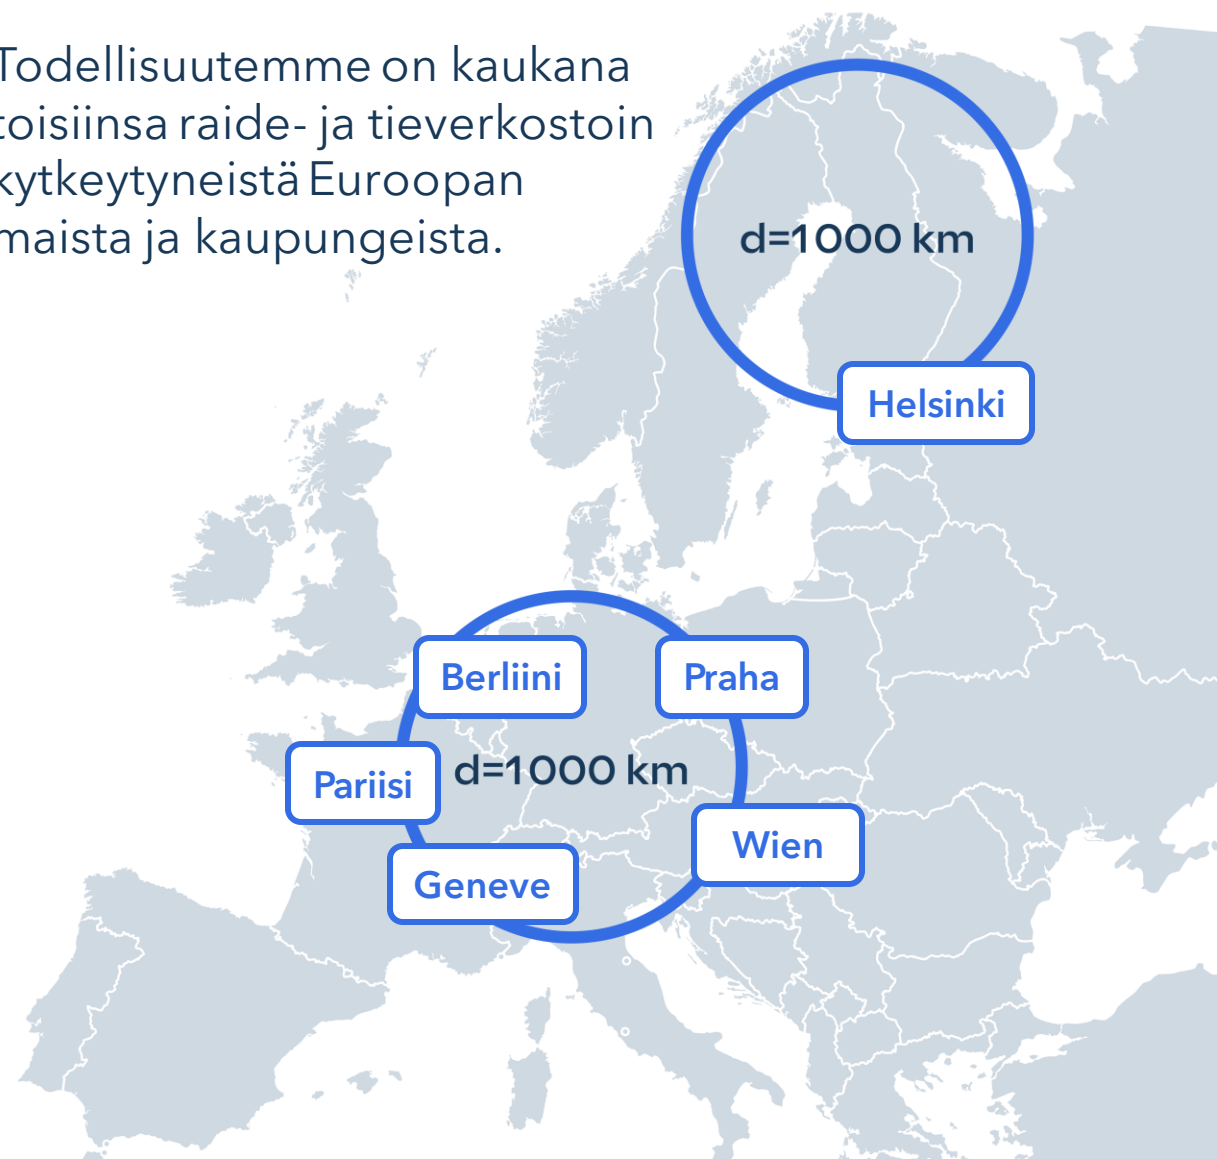 Todellisuutemme on kaukana
toisiinsa raide- ja tieverkostoin
kytkeytyneistä Euroopan
maista ja kaupungeista.
d=1000 km
Helsinki
Berliini
Praha
d=1000 km
Pariisi
Wien
Geneve